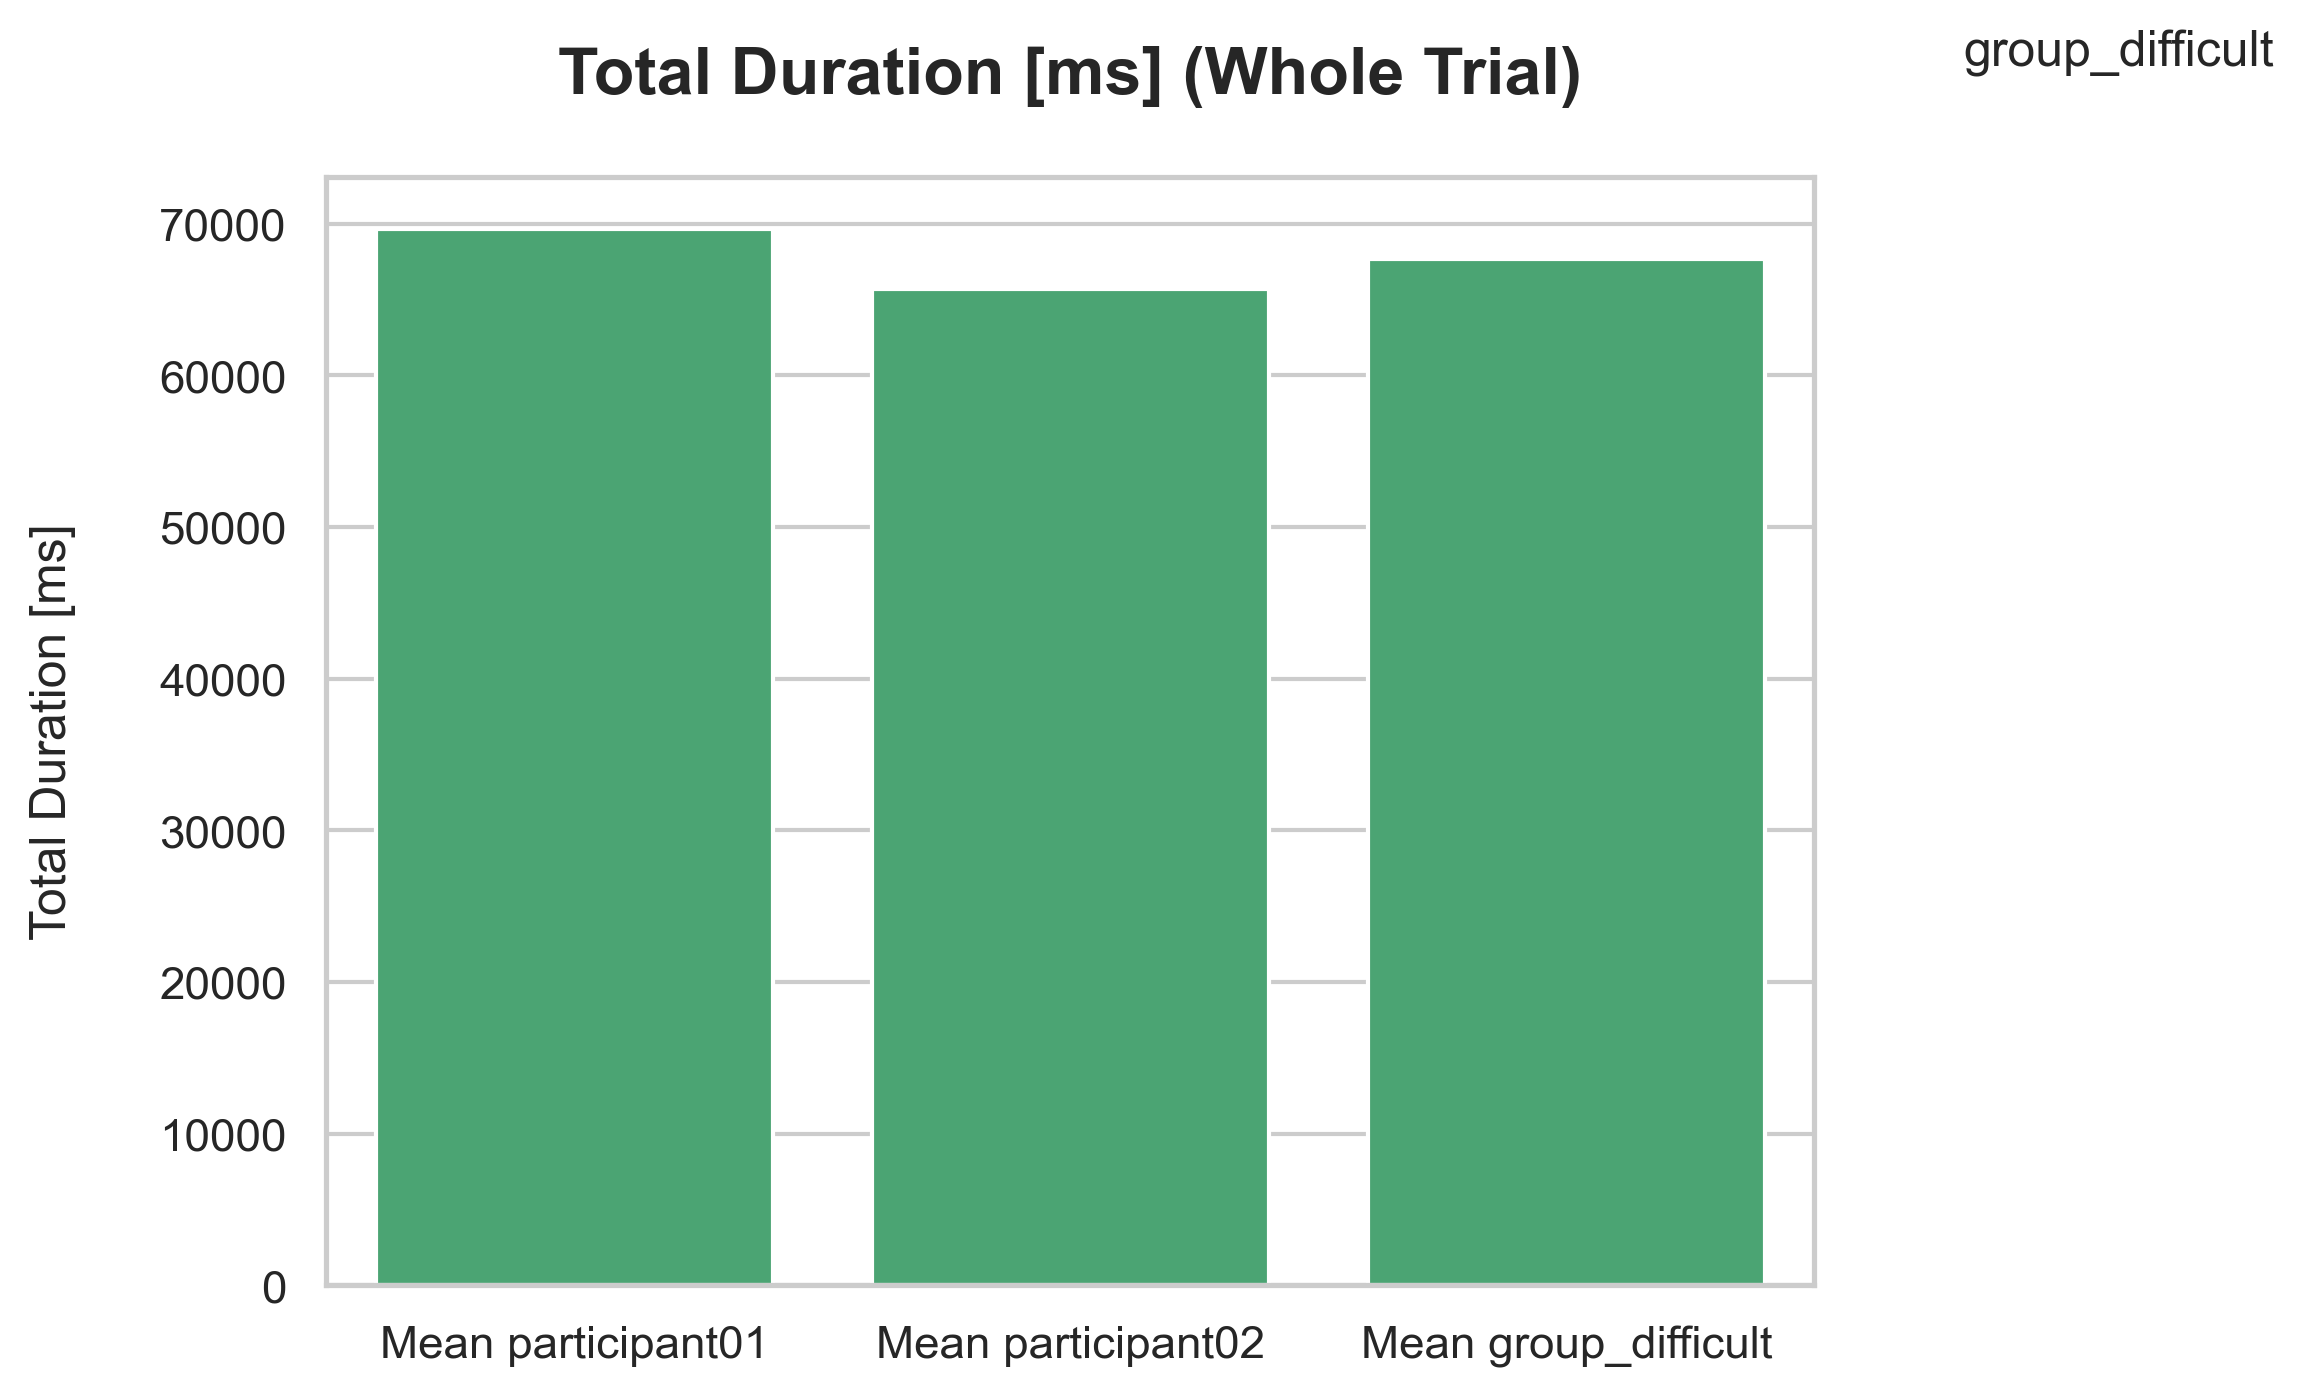 group_difficult
Total Duration [ms] (Whole Trial)
Total Duration [ms]
70000
60000
50000
40000
30000
20000
10000
0
Mean participant01
Mean participant02
Mean group_difficult